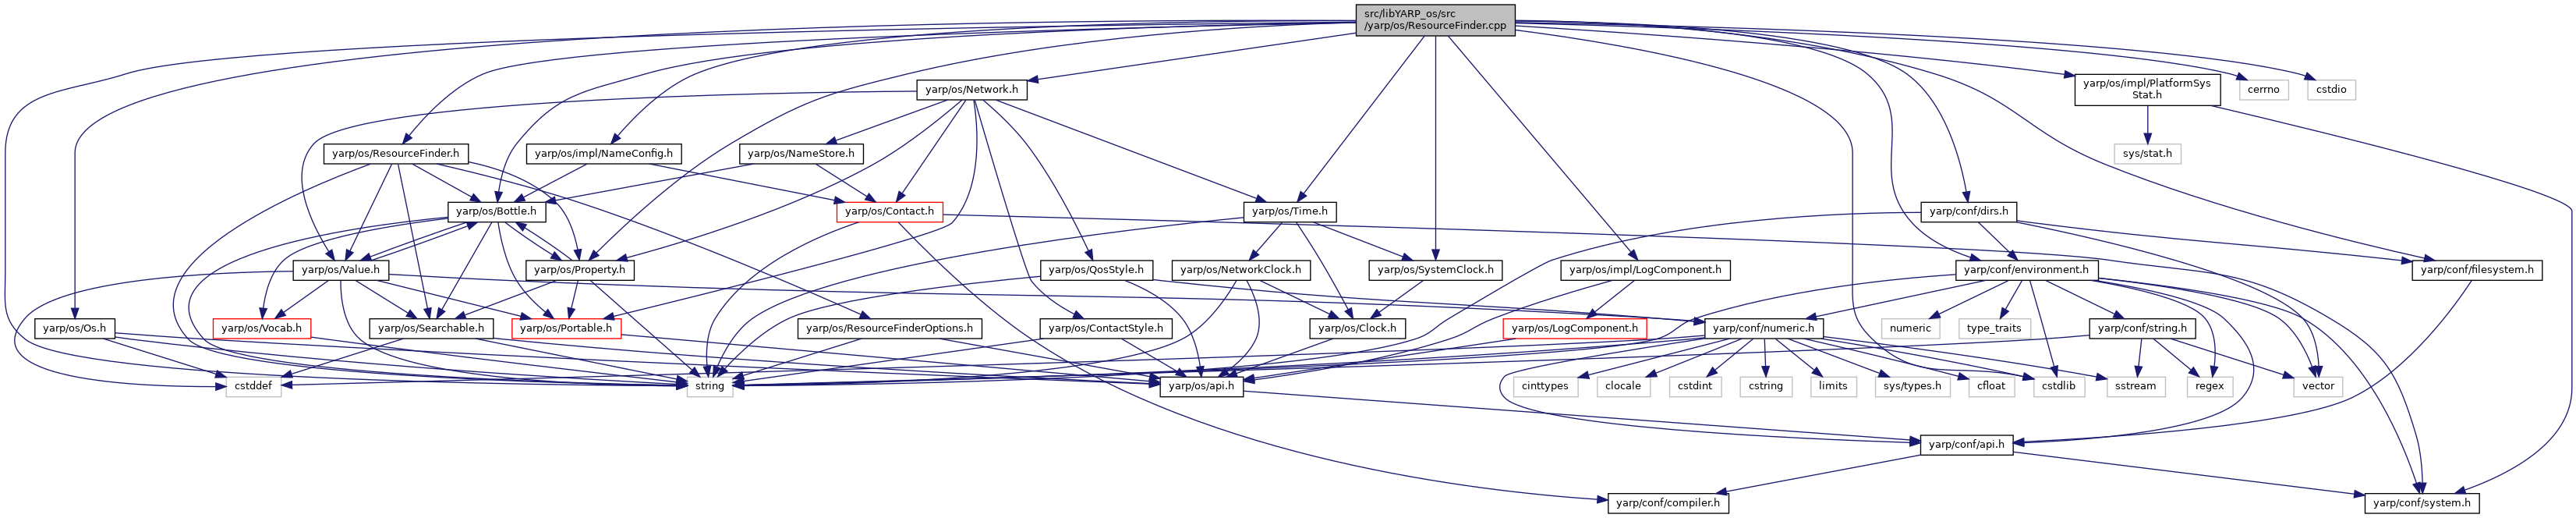 src/libYARP_os/src
/yarp/os/ResourceFinder.cpp
yarp/os/Network.h
yarp/os/impl/PlatformSys
Stat.h
cerrno
cstdio
yarp/os/ResourceFinder.h
yarp/os/impl/NameConfig.h
yarp/os/NameStore.h
sys/stat.h
yarp/os/Bottle.h
yarp/os/Contact.h
yarp/os/Time.h
yarp/conf/dirs.h
yarp/os/Value.h
yarp/os/Property.h
yarp/os/QosStyle.h
yarp/os/NetworkClock.h
yarp/os/SystemClock.h
yarp/os/impl/LogComponent.h
yarp/conf/environment.h
yarp/conf/filesystem.h
yarp/os/Os.h
yarp/os/Vocab.h
yarp/os/Searchable.h
yarp/os/Portable.h
yarp/os/ResourceFinderOptions.h
yarp/os/ContactStyle.h
yarp/os/Clock.h
yarp/os/LogComponent.h
yarp/conf/numeric.h
numeric
type_traits
yarp/conf/string.h
cstddef
string
yarp/os/api.h
cinttypes
clocale
cstdint
cstring
limits
sys/types.h
cfloat
cstdlib
sstream
regex
vector
yarp/conf/api.h
yarp/conf/compiler.h
yarp/conf/system.h